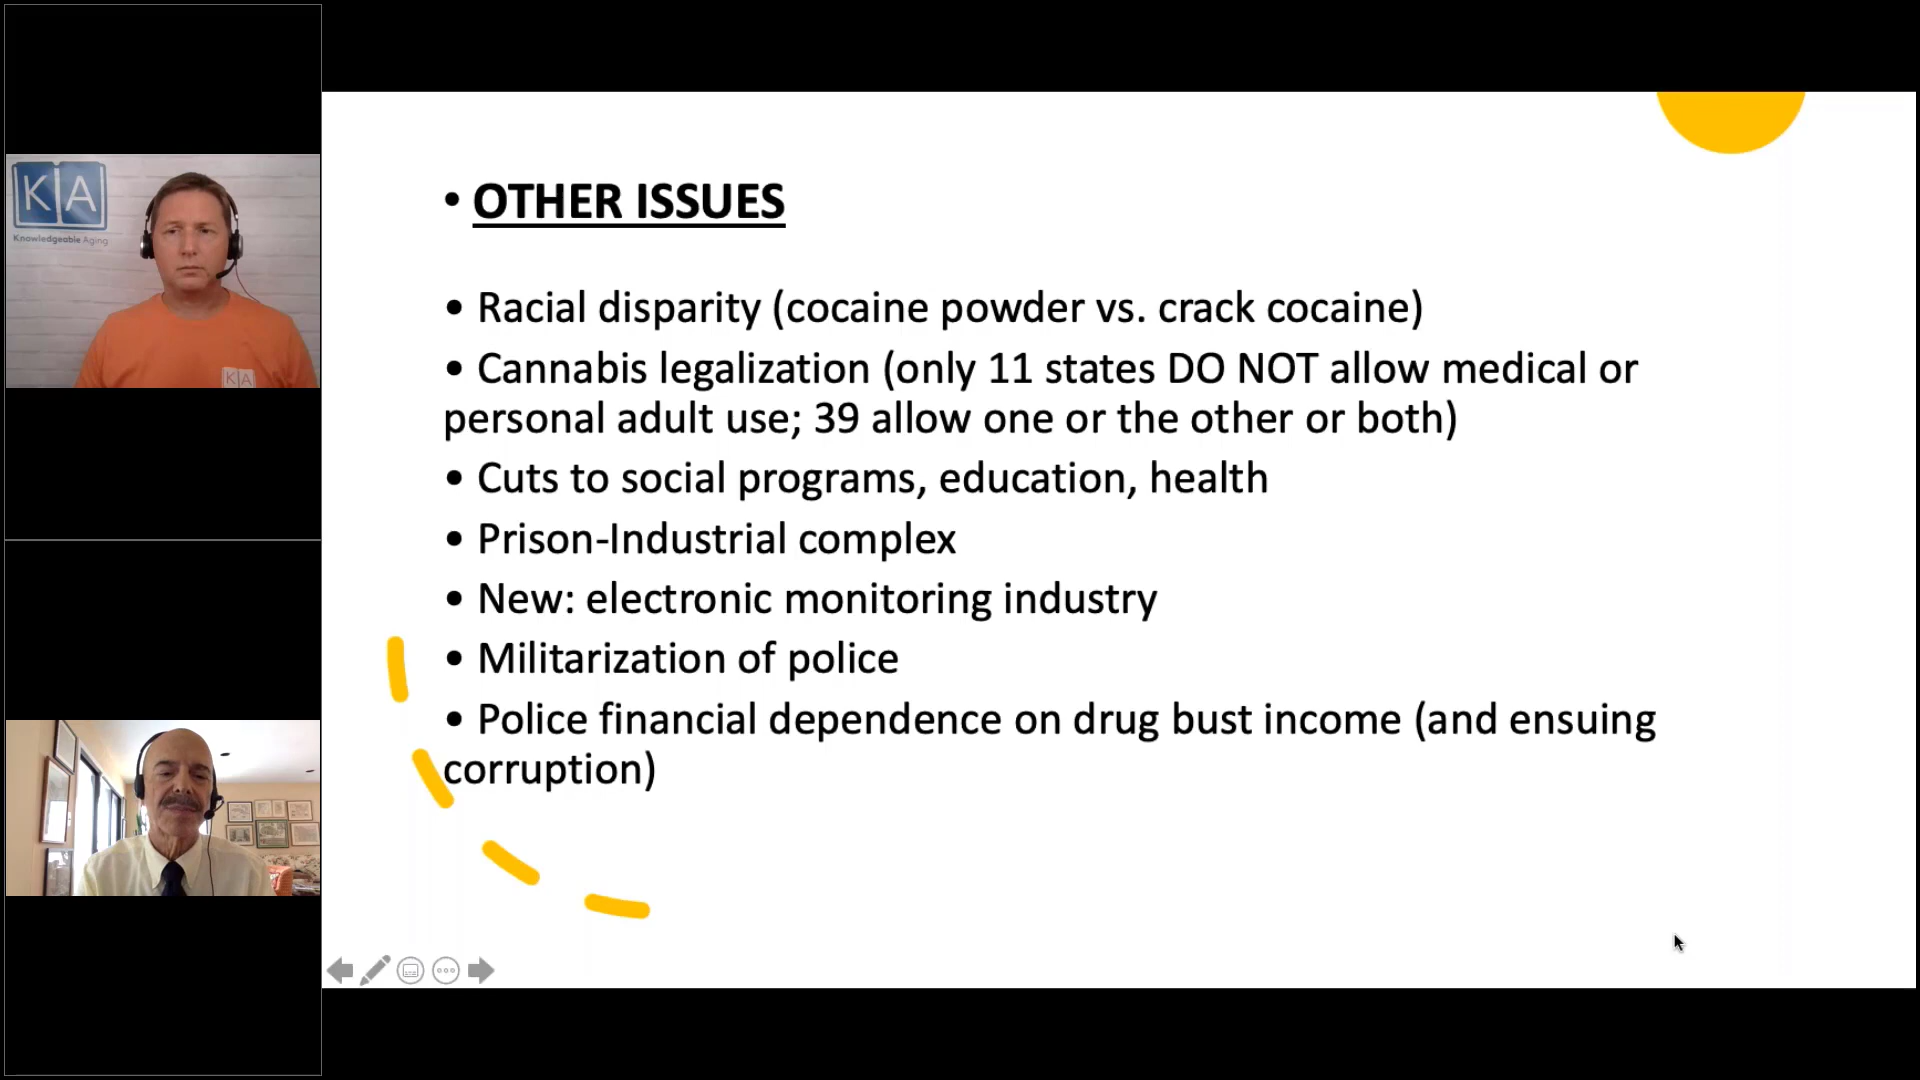 K A
Knowledgeable Aging
K A
• OTHER ISSUES
• Racial disparity (cocaine powder vs. crack cocaine)
• Cannabis legalization (only 11 states DO NOT allow medical or
personal adult use; 39 allow one or the other or both)
• Cuts to social programs, education, health
• Prison-Industrial complex
• New: electronic monitoring industry
• Militarization of police
• Police financial dependence on drug bust income (and ensuing
corruption)